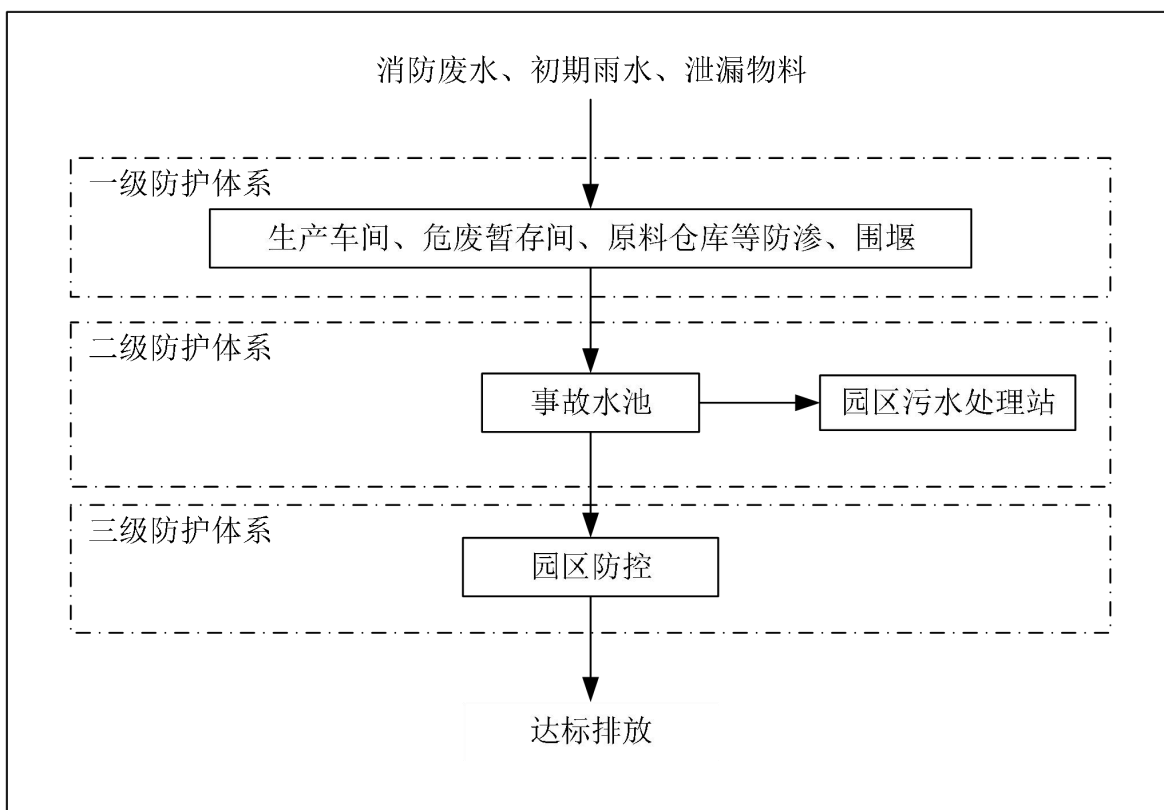 消防废水、初期雨水、泄漏物料
一级防护体系
生产车间、危废暂存间、原料仓库等防渗、围堰
二级防护体系
事故水池
园区污水处理站
三级防护体系
园区防控
达标排放